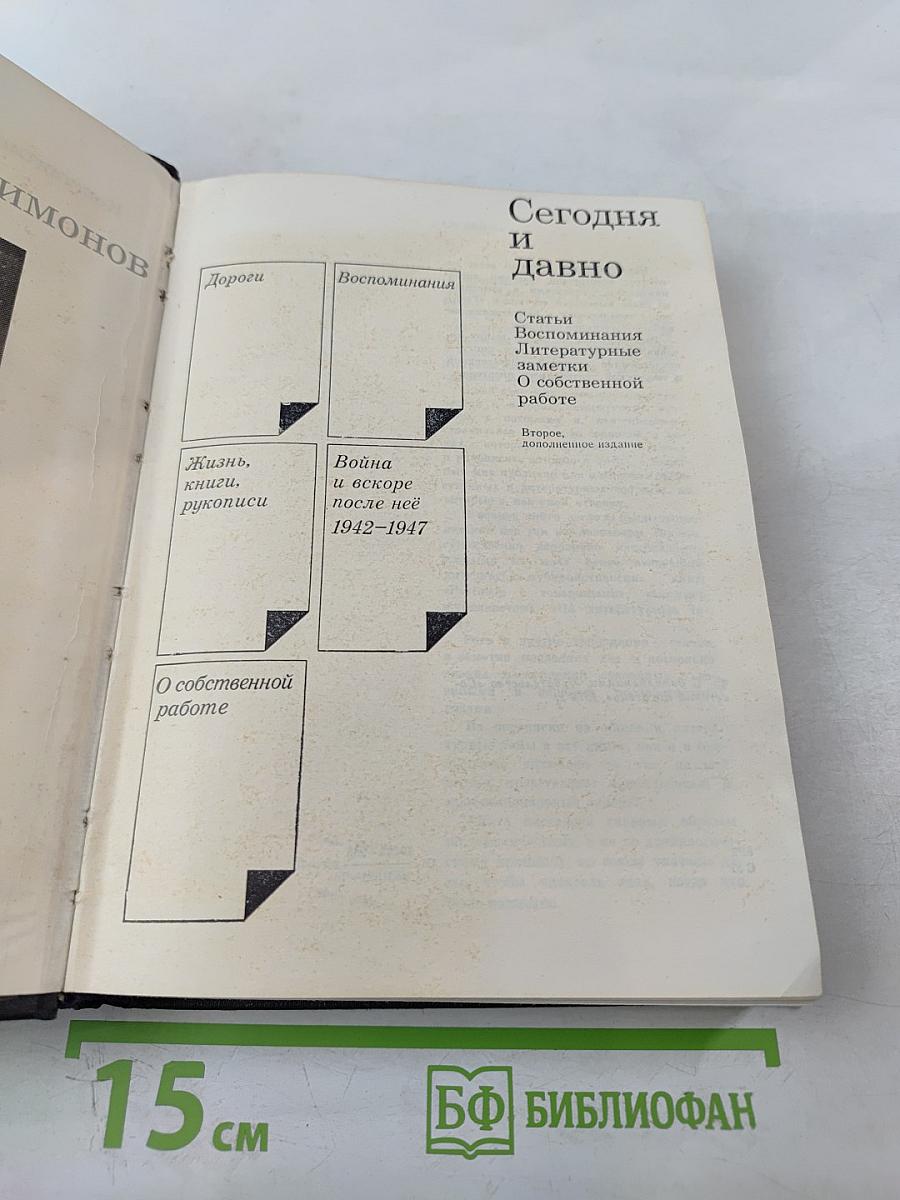 имонов
Сегодня
и
давно
Статьи
Воспоминания
Литературные
заметки
О собственной
работе
Второе,
дополненное издание
Дороги
Воспоминания
Жизнь,
книги,
рукописи
Война
и вскоре
после неё
1942–1947
О собственной
работе
15 см
БФ БИБЛИОФАН